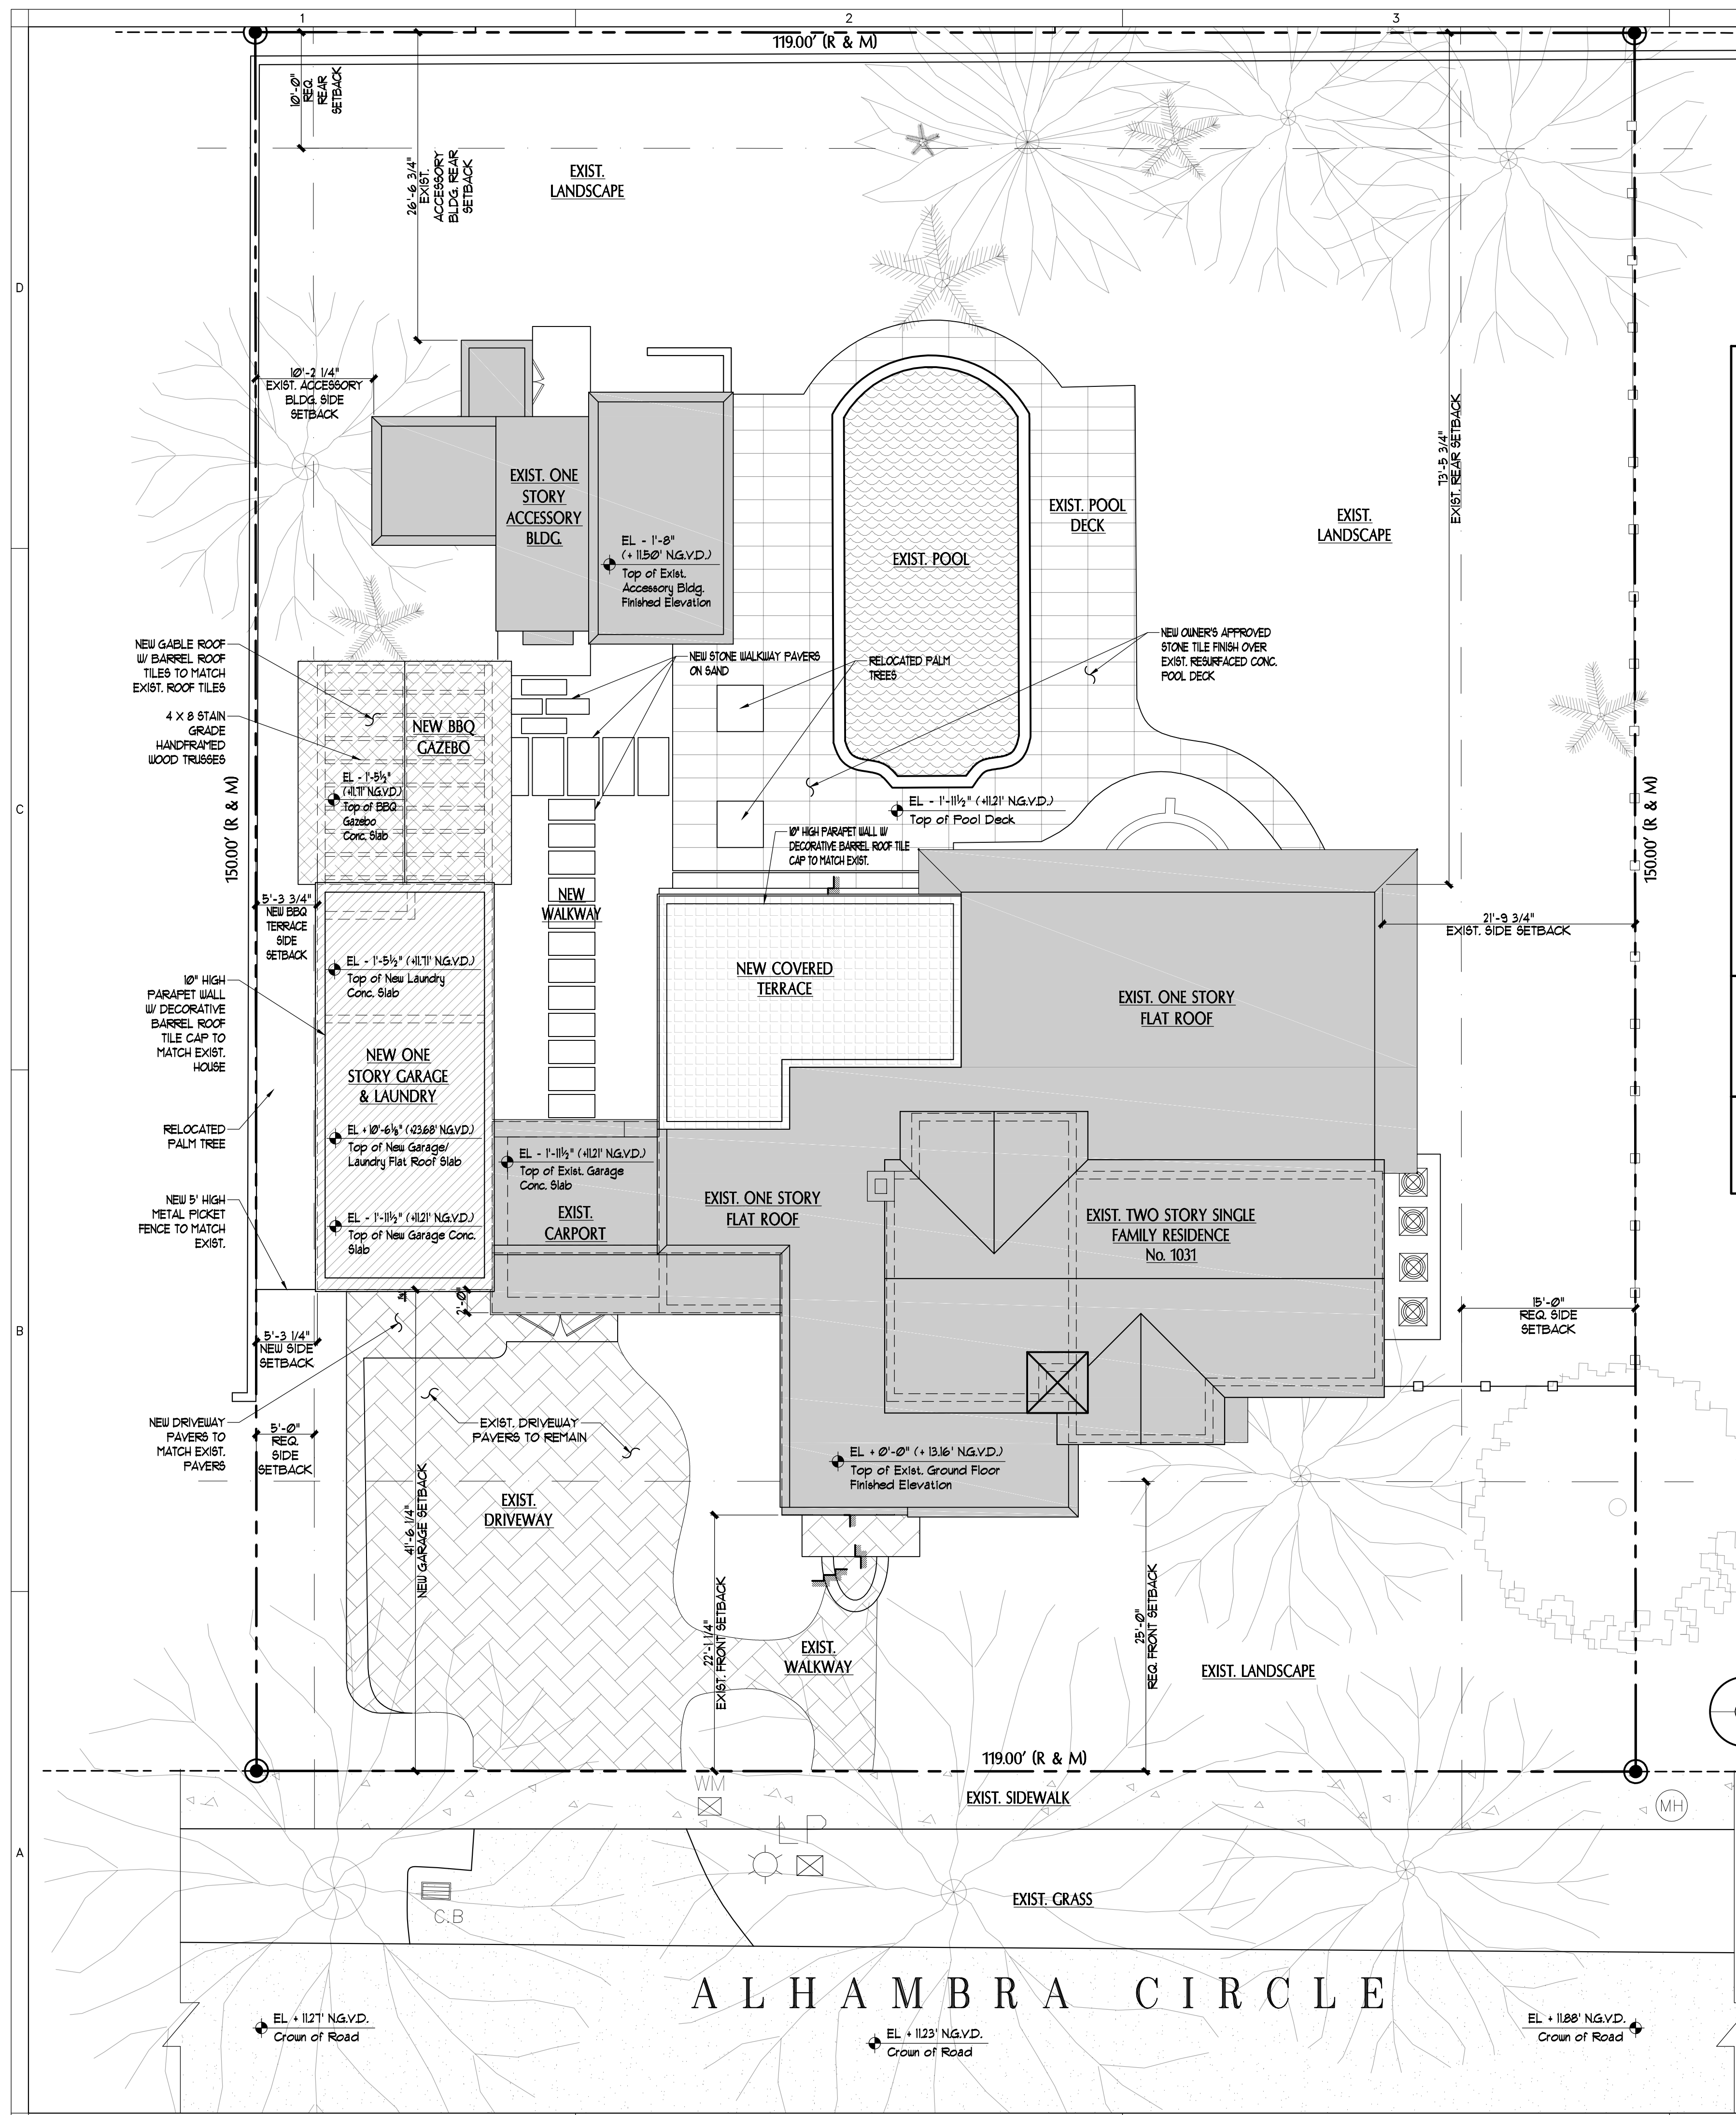 1
2
3
119.00' (R & M)
10'-0"
REQ.
REAR
SETBACK
26'-6 3/4"
EXIST.
ACCESSORY
BLDG. REAR
SETBACK
EXIST.
LANDSCAPE
D
10'-2 1/4"
EXIST. ACCESSORY
BLDG. SIDE
SETBACK
73'-5 3/4"
EXIST. REAR SETBACK
EXIST. ONE
STORY
ACCESSORY
BLDG.
EL - 1'-8"
(+ 11.50' N.G.V.D.)
Top of Exist.
Accessory Bldg.
Finished Elevation
EXIST. POOL
EXIST. POOL
DECK
EXIST.
LANDSCAPE
NEW GABLE ROOF
W/ BARREL ROOF
TILES TO MATCH
EXIST. ROOF TILES
4 X 8 STAIN
GRADE
HANDFRAMED
WOOD TRUSSES
NEW BBQ
GAZEBO
EL - 1'-5½"
(+11.71' N.G.V.D.)
Top of BBQ
Gazebo
Conc. Slab
NEW STONE WALKWAY PAVERS
ON SAND
RELOCATED PALM
TREES
NEW OWNER'S APPROVED
STONE TILE FINISH OVER
EXIST. RESURFACED CONC.
POOL DECK
C
150.00' (R & M)
EL - 1'-11½" (+11.21' N.G.V.D.)
Top of Pool Deck
150.00' (R & M)
10" HIGH PARAPET WALL W/
DECORATIVE BARREL ROOF TILE
CAP TO MATCH EXIST.
5'-3 3/4"
NEW BBQ
TERRACE
SIDE
SETBACK
NEW
WALKWAY
21'-9 3/4"
EXIST. SIDE SETBACK
EL - 1'-5½" (+11.71' N.G.V.D.)
Top of New Laundry
Conc. Slab
NEW COVERED
TERRACE
EXIST. ONE STORY
FLAT ROOF
10" HIGH
PARAPET WALL
W/ DECORATIVE
BARREL ROOF
TILE CAP TO
MATCH EXIST.
HOUSE
NEW ONE
STORY GARAGE
& LAUNDRY
RELOCATED
PALM TREE
EL + 10'-6⅛" (+23.68' N.G.V.D.)
Top of New Garage/
Laundry Flat Roof Slab
EL - 1'-11½" (+11.21' N.G.V.D.)
Top of Exist. Garage
Conc. Slab
NEW 5' HIGH
METAL PICKET
FENCE TO MATCH
EXIST.
EL - 1'-11½" (+11.21' N.G.V.D.)
Top of New Garage Conc.
Slab
EXIST.
CARPORT
EXIST. ONE STORY
FLAT ROOF
EXIST. TWO STORY SINGLE
FAMILY RESIDENCE
No. 1031
2'-0"
B
5'-3 1/4"
NEW SIDE
SETBACK
15'-0"
REQ. SIDE
SETBACK
NEW DRIVEWAY
PAVERS TO
MATCH EXIST.
PAVERS
5'-0"
REQ.
SIDE
SETBACK
EXIST. DRIVEWAY
PAVERS TO REMAIN
EL + 0'-0" (+ 13.16' N.G.V.D.)
Top of Exist. Ground Floor
Finished Elevation
41'-6 1/4"
NEW GARAGE SETBACK
EXIST.
DRIVEWAY
22'-1 1/4"
EXIST. FRONT SETBACK
EXIST.
WALKWAY
25'-0"
REQ. FRONT SETBACK
EXIST. LANDSCAPE
119.00' (R & M)
WM
EXIST. SIDEWALK
MH
LP
A
C.B
EXIST. GRASS
ALHAMBRA CIRCLE
EL + 11.27' N.G.V.D.
Crown of Road
EL + 11.23' N.G.V.D.
Crown of Road
EL + 11.88' N.G.V.D.
Crown of Road